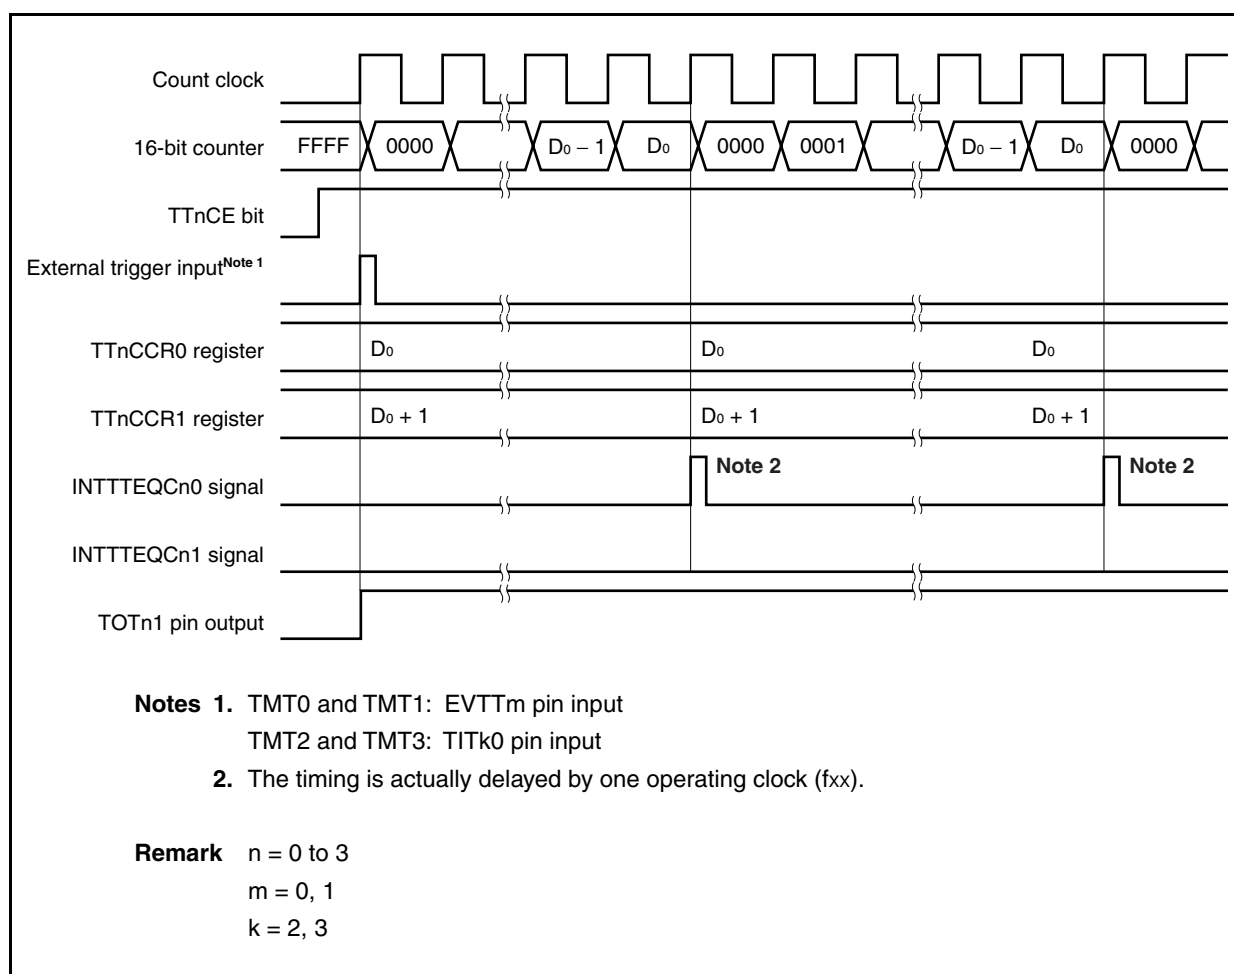 Count clock
16-bit counter FFFF 0000 D0 − 1 D0 0000 0001 D0 − 1 D0 0000
TTnCE bit
External trigger inputNote 1
TTnCCR0 register D0 D0 D0
TTnCCR1 register D0 + 1 D0 + 1 D0 + 1
INTTTEQCn0 signal Note 2 Note 2
INTTTEQCn1 signal
TOTn1 pin output
Notes 1. TMT0 and TMT1: EVTTm pin input
TMT2 and TMT3: TITk0 pin input
2. The timing is actually delayed by one operating clock (fxx).
Remark n = 0 to 3
m = 0, 1
k = 2, 3